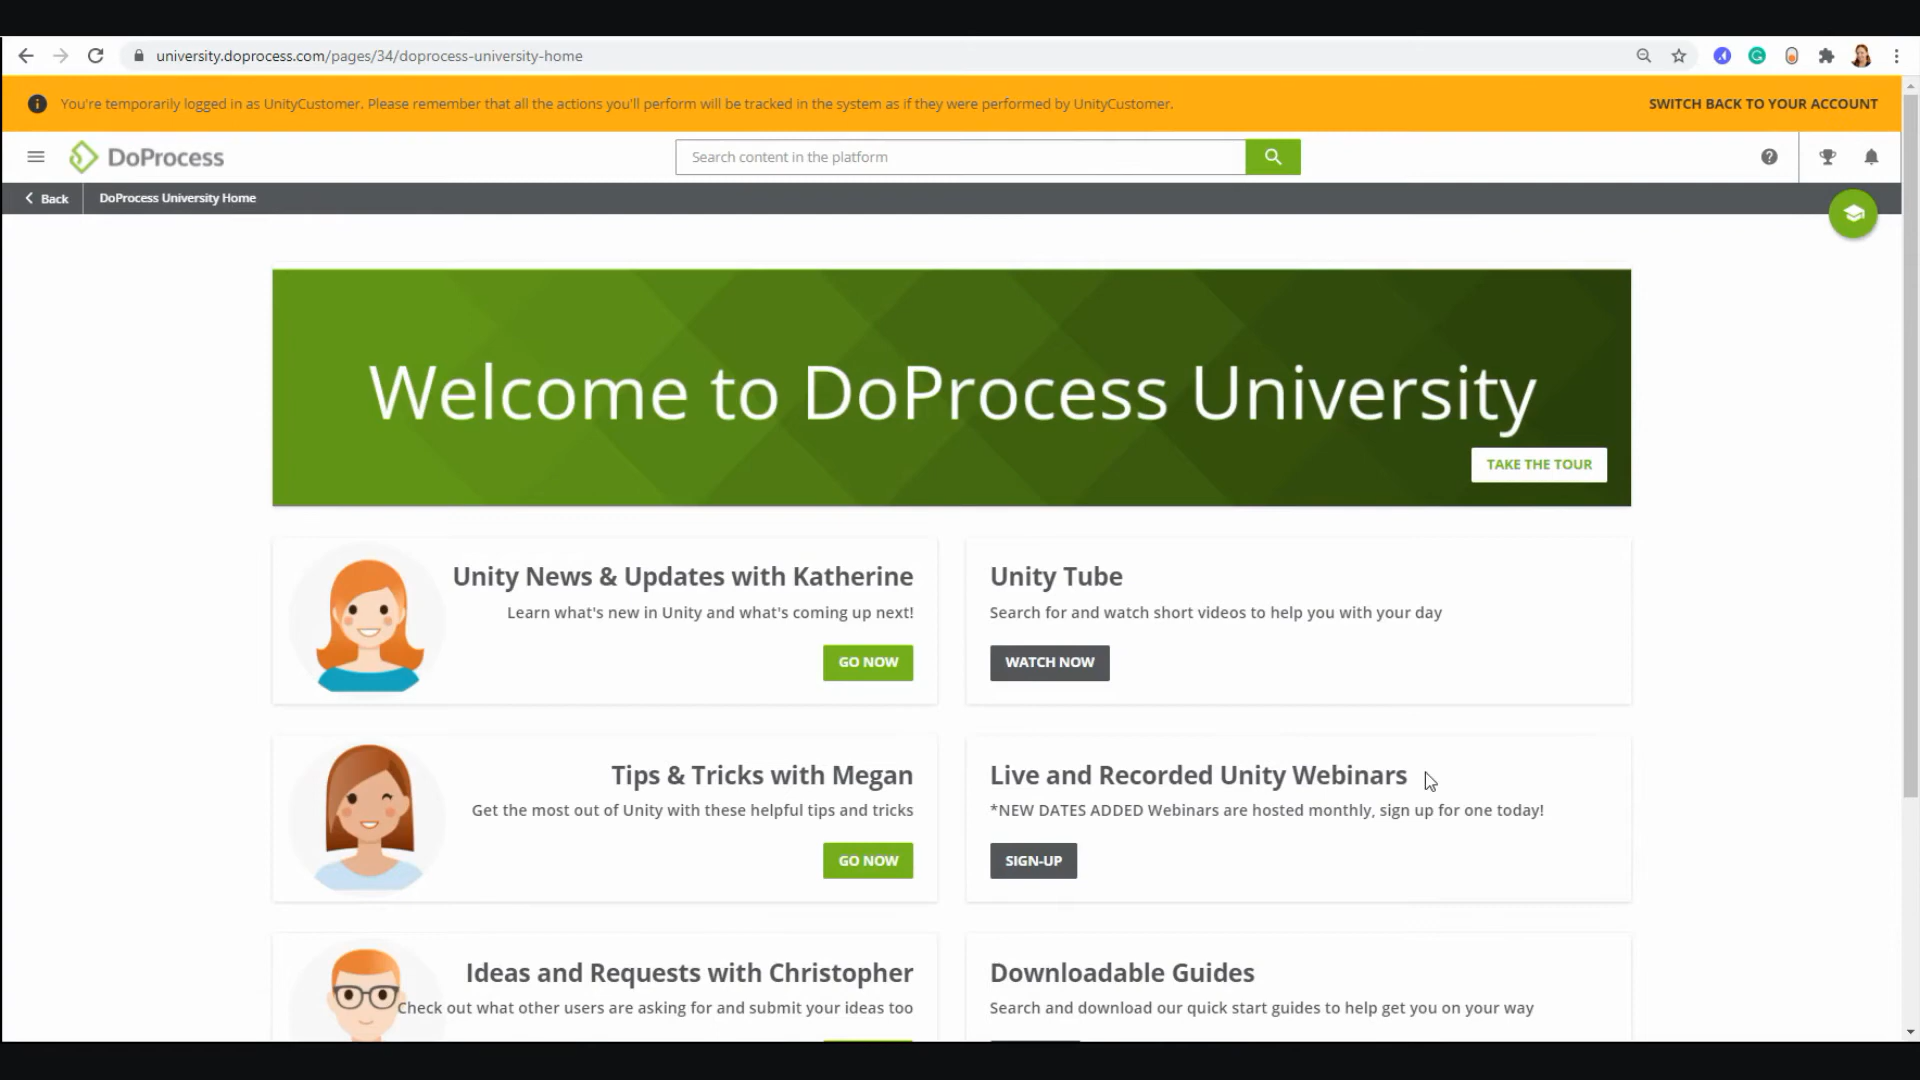 university.doprocess.com/pages/34/doprocess-university-home
You're temporarily logged in as UnityCustomer. Please remember that all the actions you'll perform will be tracked in the system as if they were performed by UnityCustomer.
SWITCH BACK TO YOUR ACCOUNT
DoProcess
Search content in the platform
Back
DoProcess University Home
Welcome to DoProcess University
TAKE THE TOUR
Unity News & Updates with Katherine
Learn what's new in Unity and what's coming up next!
GO NOW
Unity Tube
Search for and watch short videos to help you with your day
WATCH NOW
Tips & Tricks with Megan
Get the most out of Unity with these helpful tips and tricks
GO NOW
Live and Recorded Unity Webinars
*NEW DATES ADDED Webinars are hosted monthly, sign up for one today!
SIGN-UP
Ideas and Requests with Christopher
Check out what other users are asking for and submit your ideas too
Downloadable Guides
Search and download our quick start guides to help get you on your way